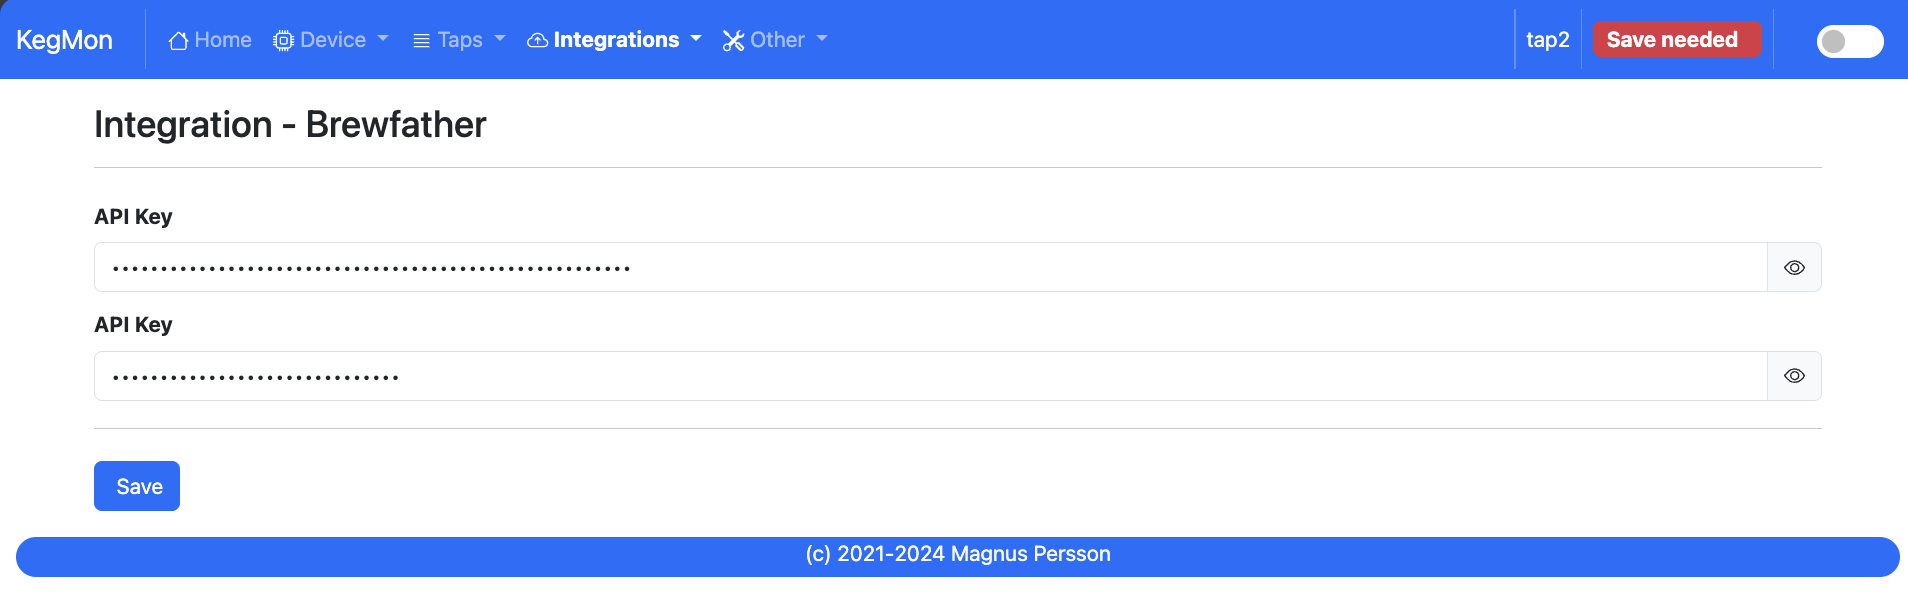 KegMon Home Device Taps Integrations Other tap2 Save needed
Integration - Brewfather
API Key
••••••••••••••••••••••••••••••••••••••••••••••••••••••
API Key
••••••••••••••••••••••••••••••
Save
(c) 2021-2024 Magnus Persson